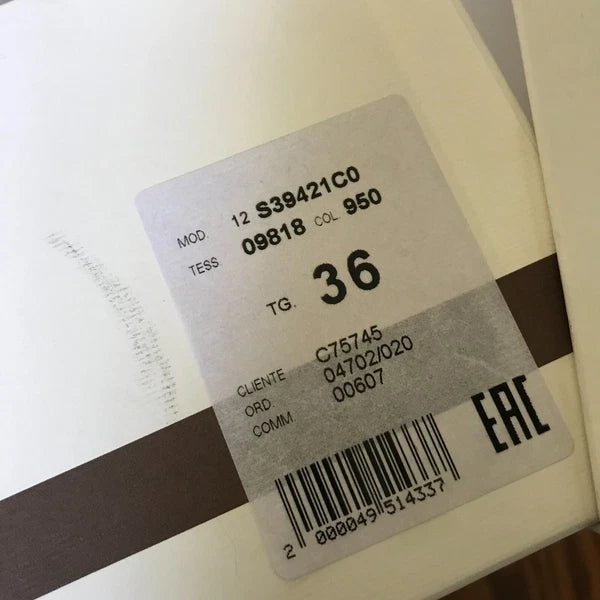 MOD. 12 S39421C0
TESS. 09818 COL. 950
TG. 36
CLIENTE C75745
ORD. 04702/020
COMM 00607
EAC
2 000049 514337